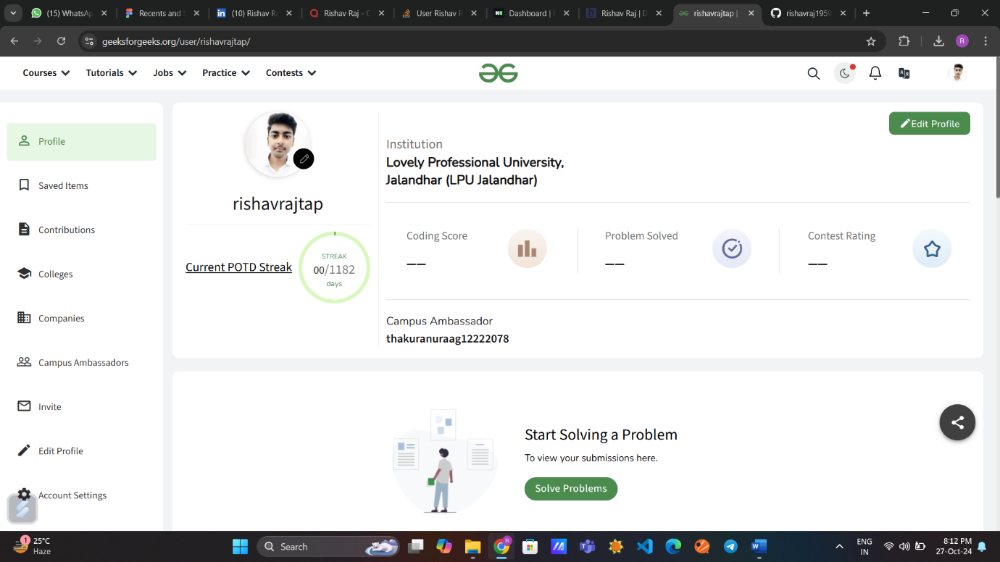 (15) WhatsAp
Recents and S
(10) Rishav Ra
Rishav Raj - Q
User Rishav R
Dashboard |
Rishav Raj | D
rishavrajtap |
rishavraj1959
geeksforgeeks.org/user/rishavrajtap/
R
Courses
Tutorials
Jobs
Practice
Contests
Profile
Saved Items
Contributions
Colleges
Companies
Campus Ambassadors
Invite
Edit Profile
Account Settings
rishavrajtap
Current POTD Streak
STREAK
00/1182
days
Edit Profile
Institution
Lovely Professional University,
Jalandhar (LPU Jalandhar)
Coding Score
__
Problem Solved
__
Contest Rating
__
Campus Ambassador
thakuranuraag12222078
Start Solving a Problem
To view your submissions here.
Solve Problems
1
25°C
Haze
Search
ENG
IN
8:12 PM
27-Oct-24